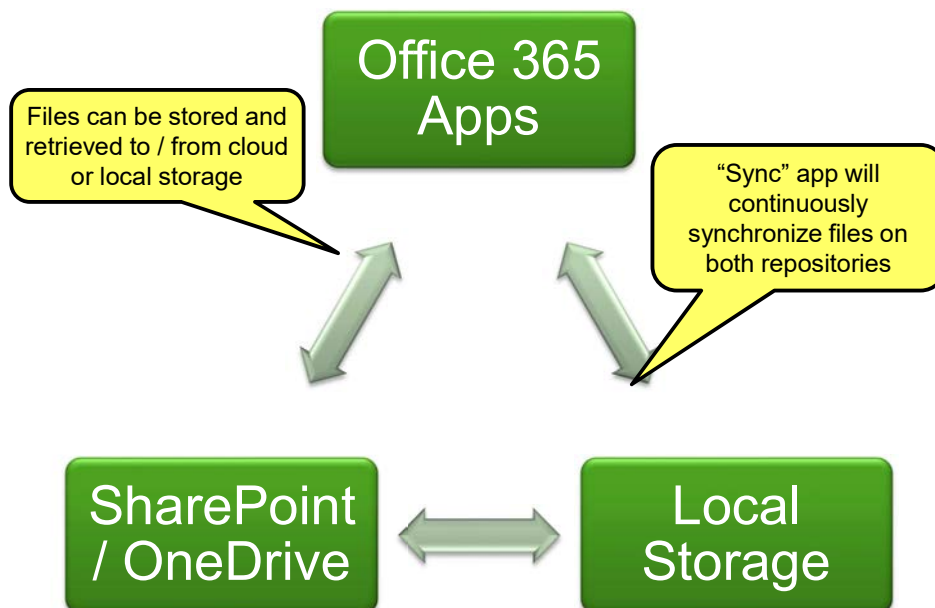 Office 365
Apps
Files can be stored and
retrieved to / from cloud
or local storage
“Sync” app will
continuously
synchronize files on
both repositories
SharePoint
/ OneDrive
Local
Storage